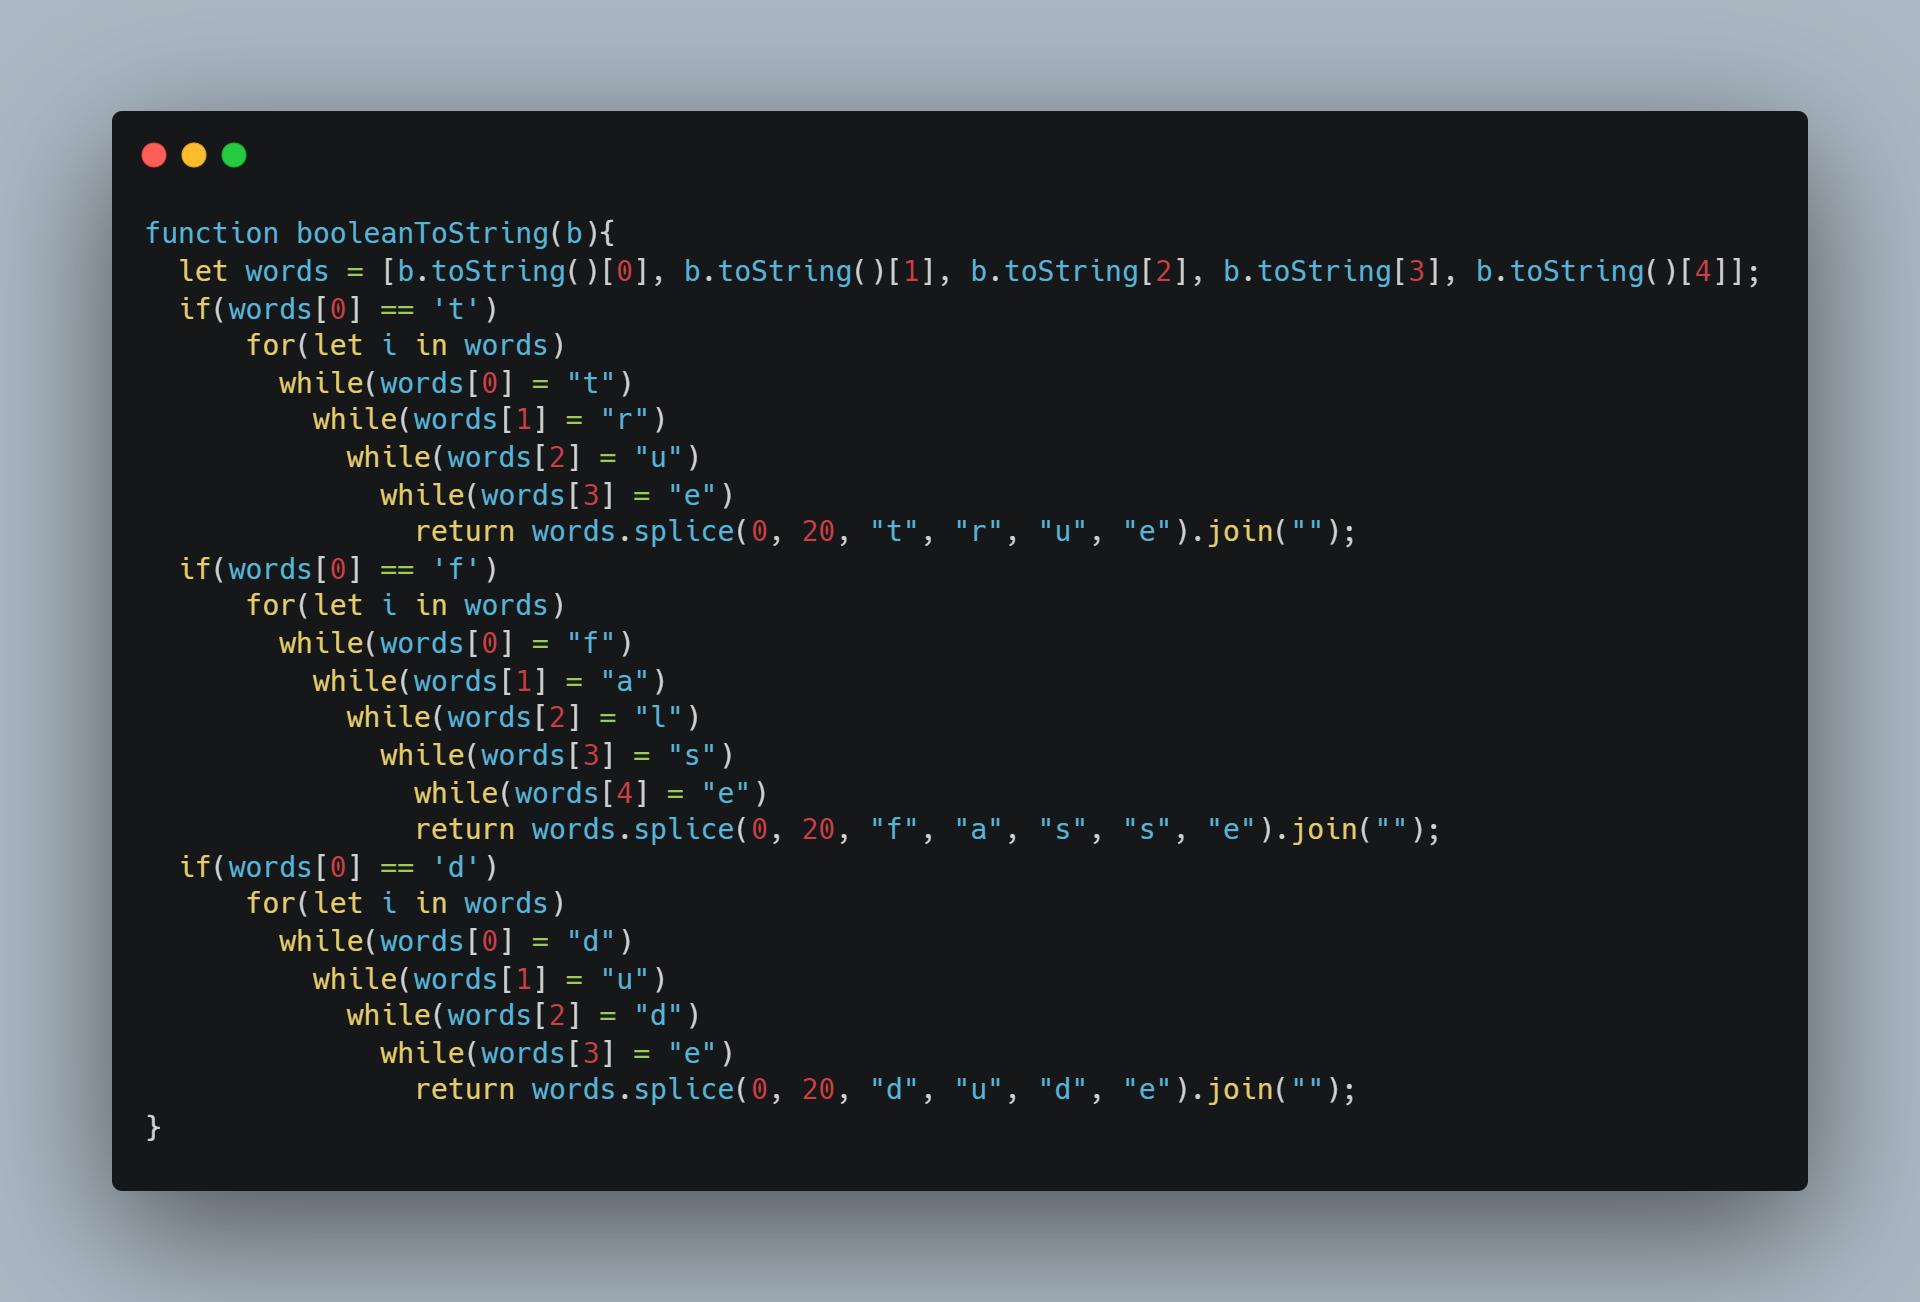 function booleanToString(b){
  let words = [b.toString()[0], b.toString()[1], b.toString[2], b.toString[3], b.toString()[4]];
  if(words[0] == 't')
      for(let i in words)
        while(words[0] = "t")
          while(words[1] = "r")
            while(words[2] = "u")
              while(words[3] = "e")
                return words.splice(0, 20, "t", "r", "u", "e").join("");
  if(words[0] == 'f')
      for(let i in words)
        while(words[0] = "f")
          while(words[1] = "a")
            while(words[2] = "l")
              while(words[3] = "s")
                while(words[4] = "e")
                return words.splice(0, 20, "f", "a", "s", "s", "e").join("");
  if(words[0] == 'd')
      for(let i in words)
        while(words[0] = "d")
          while(words[1] = "u")
            while(words[2] = "d")
              while(words[3] = "e")
                return words.splice(0, 20, "d", "u", "d", "e").join("");
}